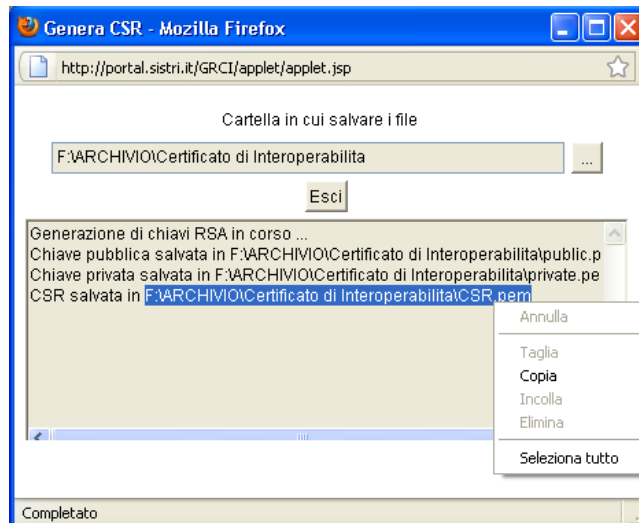 Genera CSR - Mozilla Firefox
http://portal.sistri.it/GRCI/applet/applet.jsp
Cartella in cui salvare i file
F:\ARCHIVIO\Certificato di Interoperabilita
...
Esci
Generazione di chiavi RSA in corso ...
Chiave pubblica salvata in F:\ARCHIVIO\Certificato di Interoperabilita\public.p
Chiave privata salvata in F:\ARCHIVIO\Certificato di Interoperabilita\private.pe
CSR salvata in F:\ARCHIVIO\Certificato di Interoperabilita\CSR.pem
Annulla
Taglia
Copia
Incolla
Elimina
Seleziona tutto
Completato